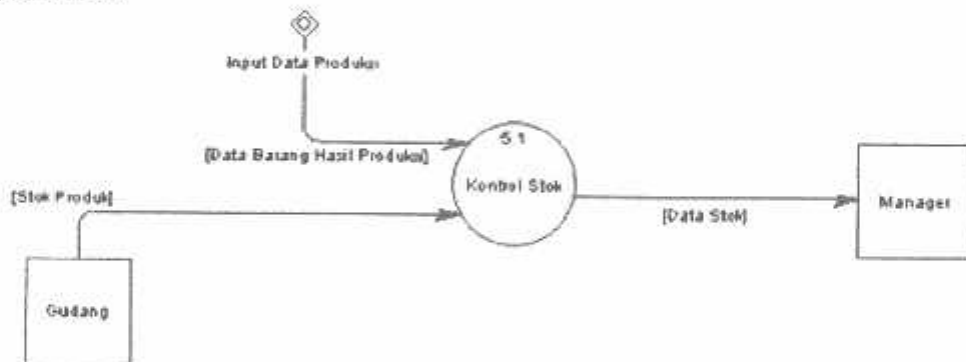 Input Data Produksi
5.1
[Data Barang Hasil Produksi]
Kontrol Stok
[Stok Produk]
[Data Stok]
Manager
Gudang